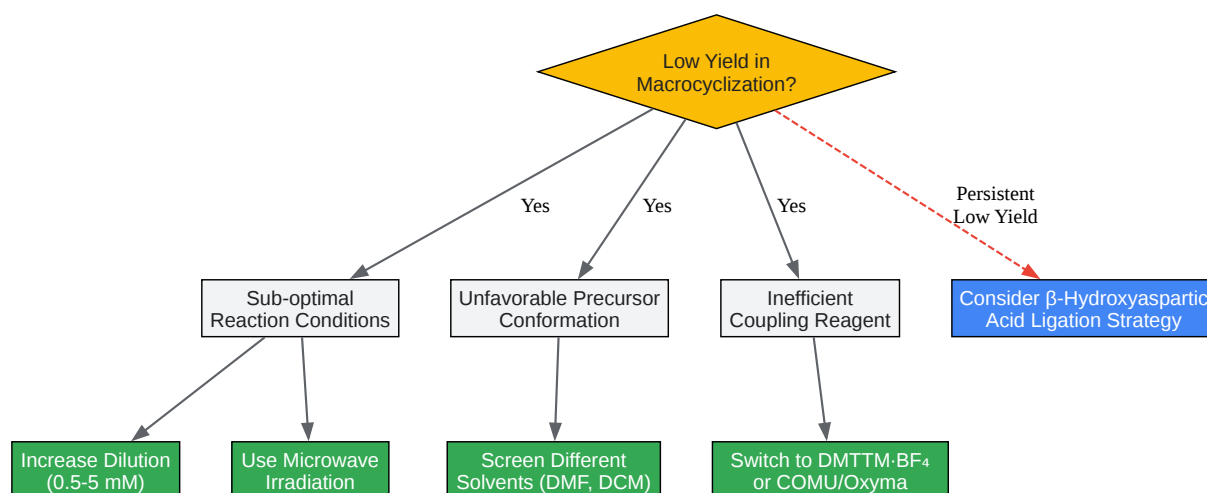 Low Yield in
Macrocyclization?
Yes
Yes
Yes
Persistent
Low Yield
Sub-optimal
Reaction Conditions
Unfavorable Precursor
Conformation
Inefficient
Coupling Reagent
Consider β-Hydroxyaspartic
Acid Ligation Strategy
Increase Dilution
(0.5-5 mM)
Use Microwave
Irradiation
Screen Different
Solvents (DMF, DCM)
Switch to DMTTM·BF₄
or COMU/Oxyma